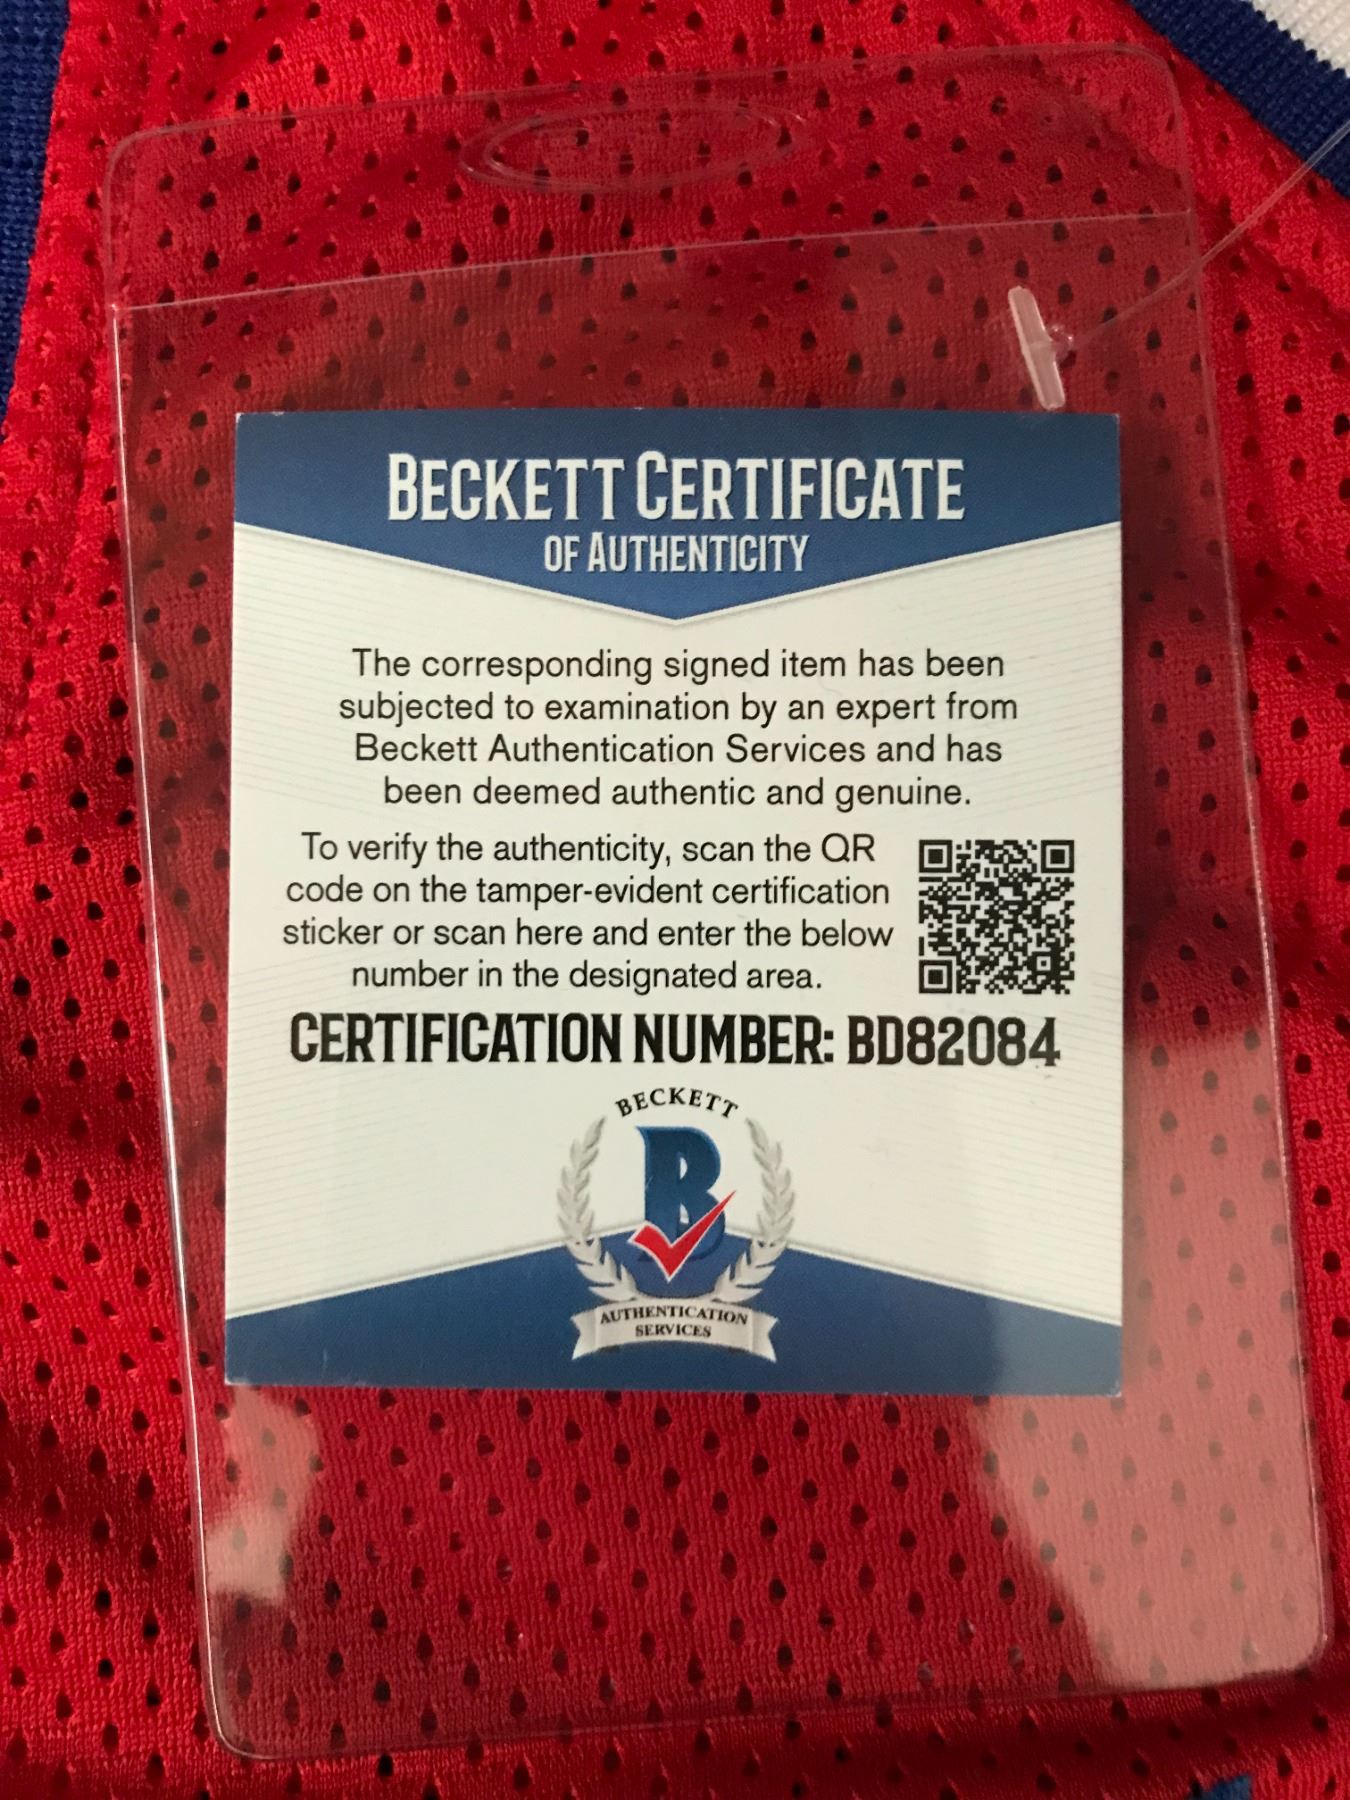 BECKETT CERTIFICATE
OF AUTHENTICITY
The corresponding signed item has been
subjected to examination by an expert from
Beckett Authentication Services and has
been deemed authentic and genuine.
To verify the authenticity, scan the QR
code on the tamper-evident certification
sticker or scan here and enter the below
number in the designated area.
CERTIFICATION NUMBER: BD82084
BECKETT
B
AUTHENTICATION
SERVICES